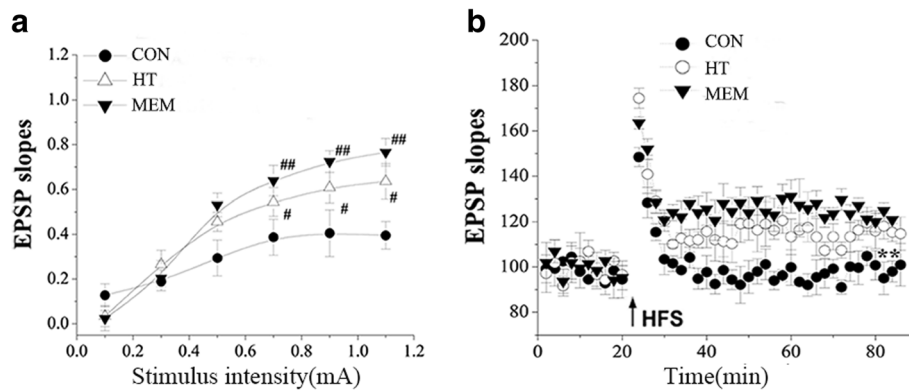 a
1.2
1.0
0.8
0.6
0.4
0.2
0.0
EPSP slopes
CON
HT
MEM
##
##
##
#
#
#
0.0 0.2 0.4 0.6 0.8 1.0 1.2
Stimulus intensity(mA)
b
200
180
160
140
120
100
80
EPSP slopes
CON
HT
MEM
**
HFS
0 20 40 60 80
Time(min)